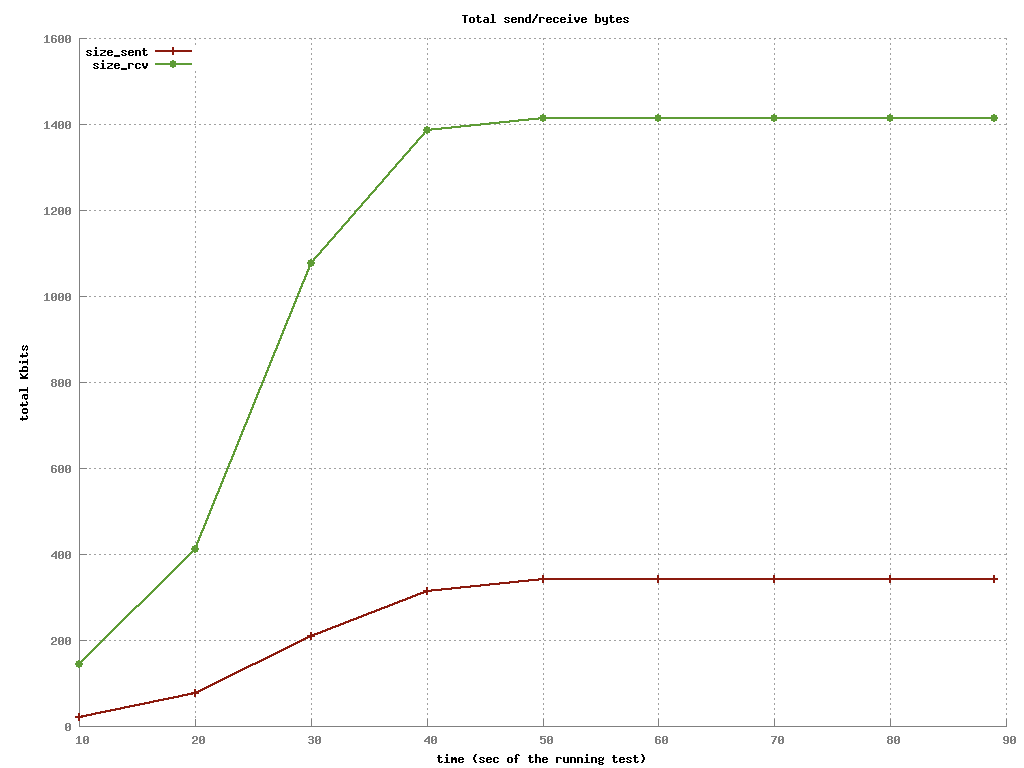 Total send/receive bytes
size_sent
size_rcv
1600
1400
1200
1000
800
600
400
200
0
total Kbits
10 20 30 40 50 60 70 80 90
time (sec of the running test)